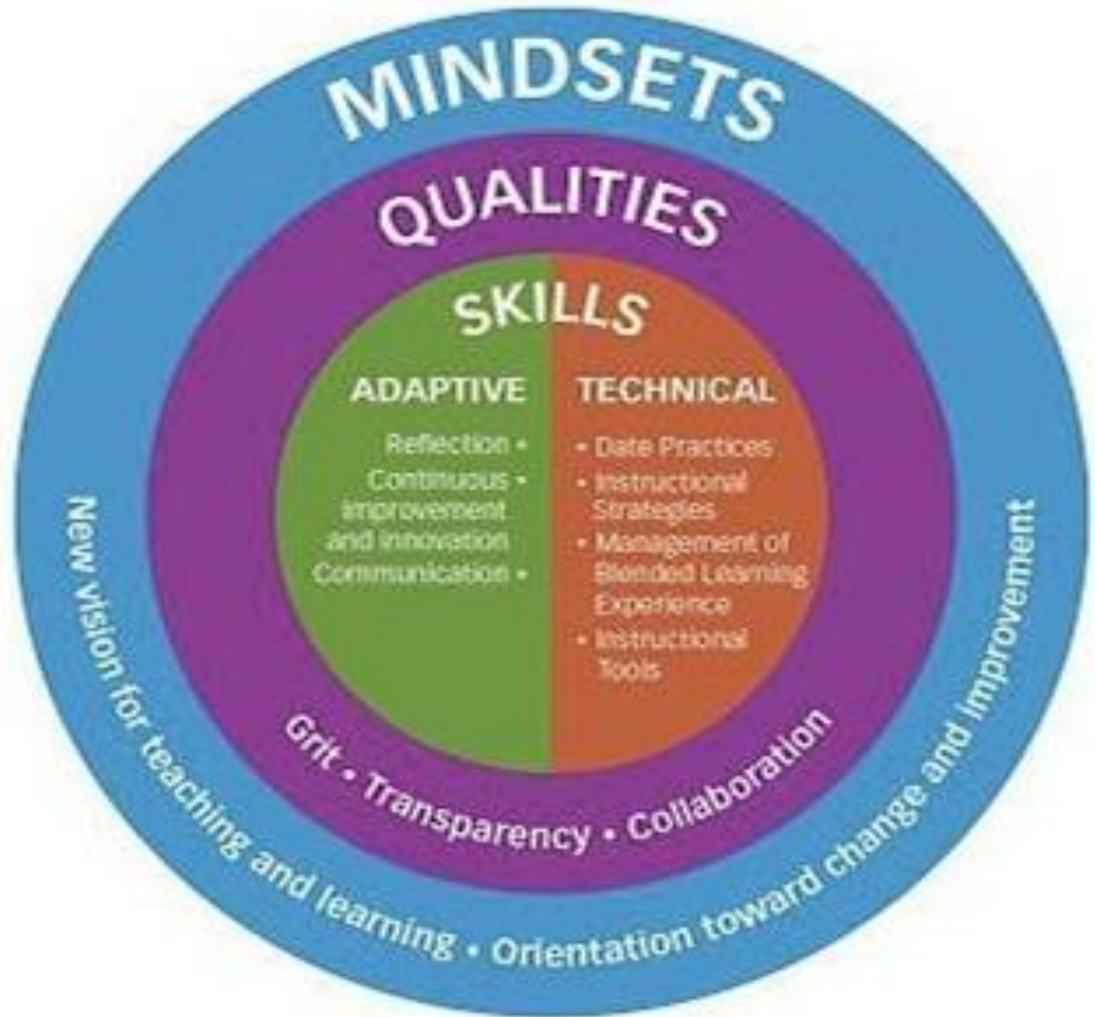 MINDSETS
QUALITIES
SKILLS
ADAPTIVE
Reflection •
Continuous •
improvement
and innovation
Communication •
TECHNICAL
• Date Practices
• Instructional
Strategies
• Management of
Blended Learning
Experience
• Instructional
Tools
Grit • Transparency • Collaboration
New vision for teaching and learning • Orientation toward change and improvement